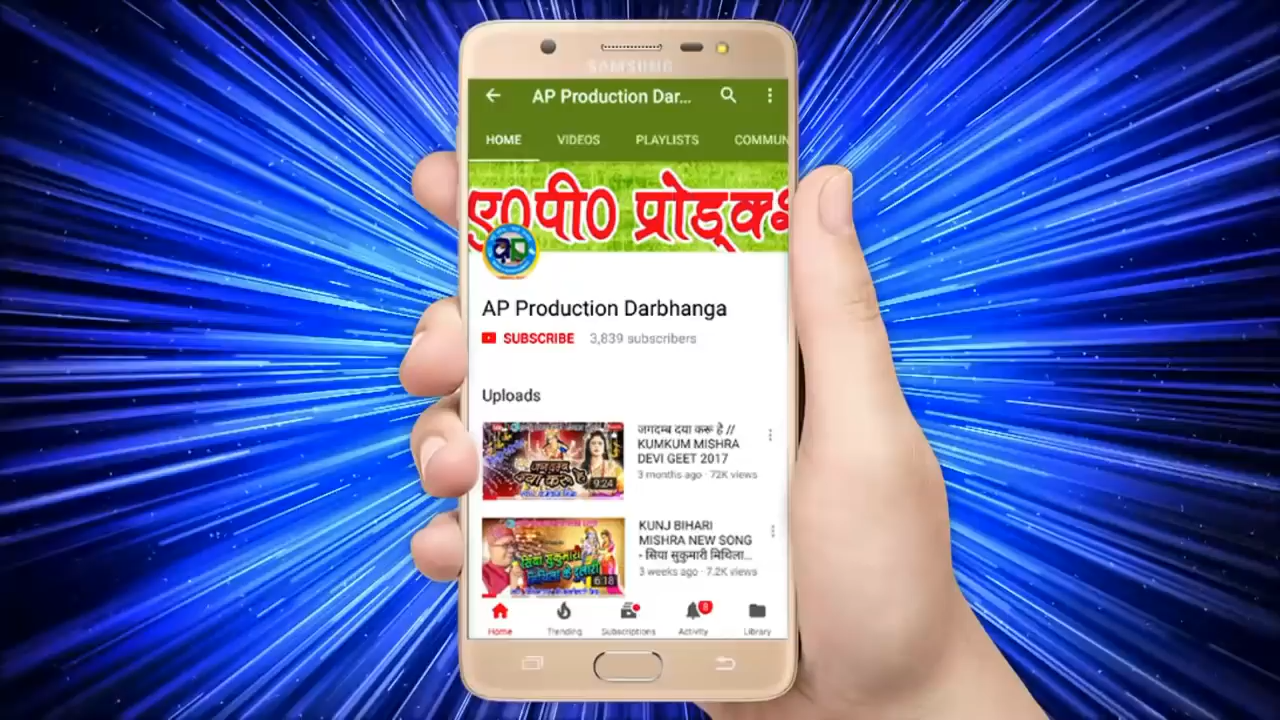 SAMSUNG
AP Production Dar...
HOME VIDEOS PLAYLISTS COMMUN
ए०पी० प्रोड्क्श
AP Production Darbhanga
SUBSCRIBE 3,839 subscribers
Uploads
जगदम्ब दया करू है //
KUMKUM MISHRA
DEVI GEET 2017
3 months ago · 72K views
9:24
KUNJ BIHARI
MISHRA NEW SONG
- सिया सुकुमारी मिथिला...
3 weeks ago · 7.2K views
सिया सुकुमारी
मिथिला के दुलारी
6:18
8
Home Trending Subscriptions Activity Library